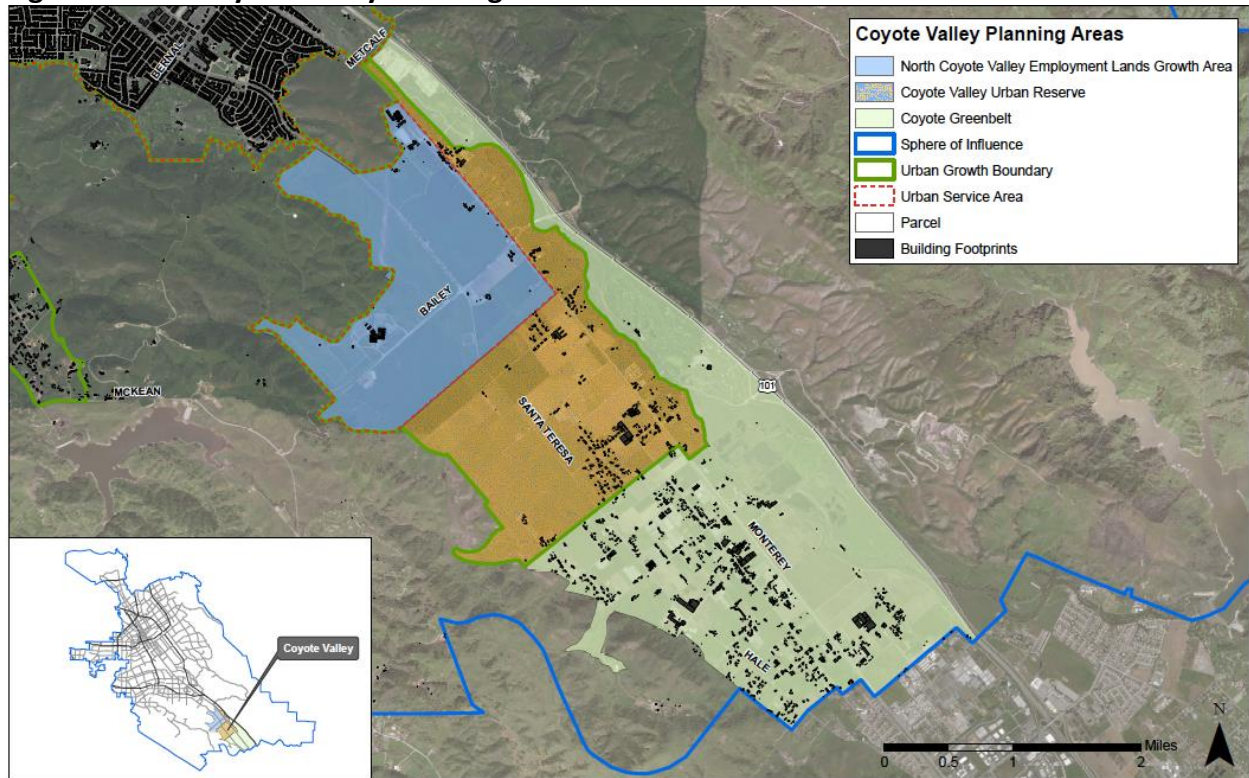 BERNAL
METCALF
Coyote Valley Planning Areas
North Coyote Valley Employment Lands Growth Area
Coyote Valley Urban Reserve
Coyote Greenbelt
Sphere of Influence
Urban Growth Boundary
Urban Service Area
Parcel
Building Footprints
BAILEY
101
MCKEAN
SANTA TERESA
MONTEREY
HALE
Coyote Valley
N
Miles
0 0.5 1 2